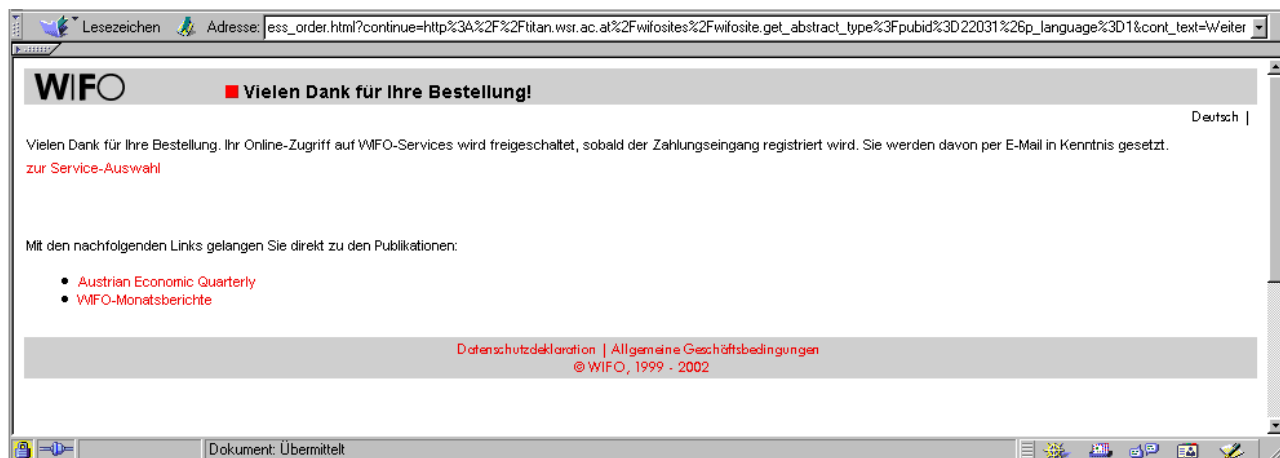 Lesezeichen Adresse: ess_order.html?continue=http%3A%2F%2Ftitan.wsr.ac.at%2Fwifosites%2Fwifosite.get_abstract_type%3Fpubid%3D22031%26p_language%3D1&cont_text=Weiter
WIFO
Vielen Dank für Ihre Bestellung!
Deutsch |
Vielen Dank für Ihre Bestellung. Ihr Online-Zugriff auf WIFO-Services wird freigeschaltet, sobald der Zahlungseingang registriert wird. Sie werden davon per E-Mail in Kenntnis gesetzt.
zur Service-Auswahl
Mit den nachfolgenden Links gelangen Sie direkt zu den Publikationen:
• Austrian Economic Quarterly
• WIFO-Monatsberichte
Datenschutzdeklaration | Allgemeine Geschäftsbedingungen
© WIFO, 1999 - 2002
Dokument: Übermittelt